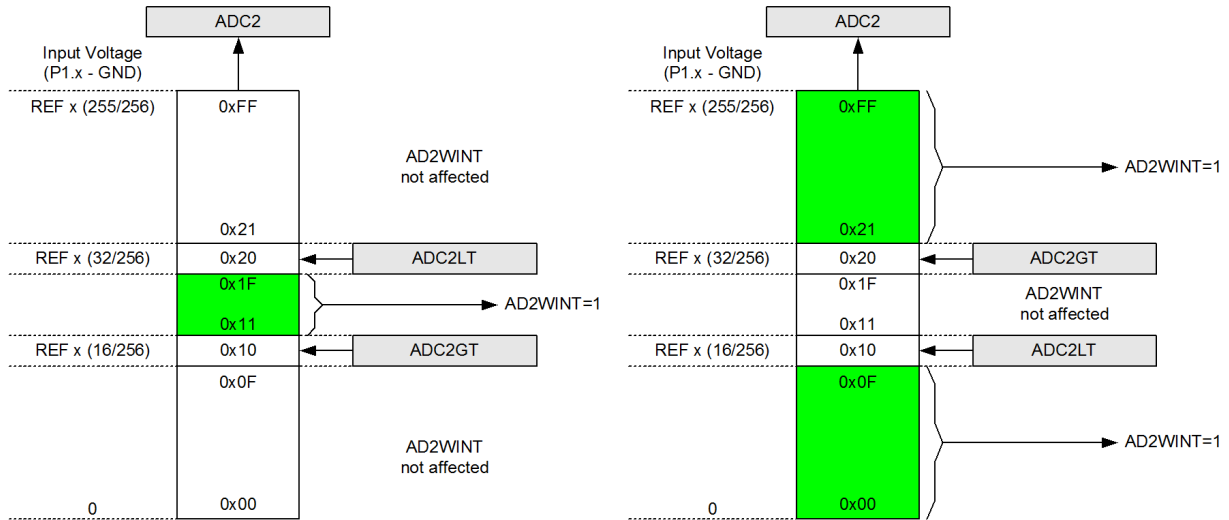 ADC2
Input Voltage
(P1.x - GND)
REF x (255/256)
0xFF
AD2WINT
not affected
0x21
REF x (32/256)
0x20
ADC2LT
0x1F
AD2WINT=1
0x11
REF x (16/256)
0x10
ADC2GT
0x0F
AD2WINT
not affected
0
0x00
ADC2
Input Voltage
(P1.x - GND)
REF x (255/256)
0xFF
AD2WINT=1
0x21
REF x (32/256)
0x20
ADC2GT
0x1F
AD2WINT
not affected
0x11
REF x (16/256)
0x10
ADC2LT
0x0F
AD2WINT=1
0
0x00